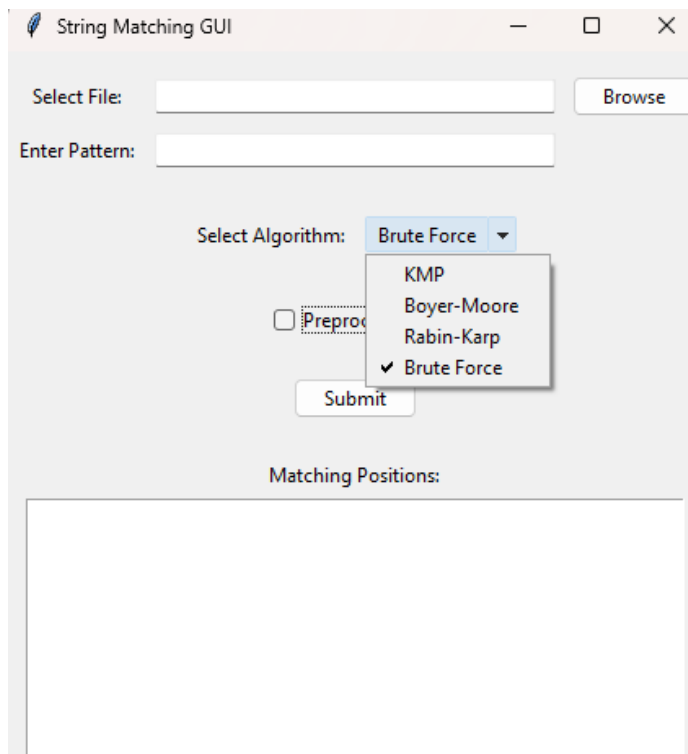 String Matching GUI
Select File: Browse
Enter Pattern:
Select Algorithm: Brute Force
KMP
Boyer-Moore
Rabin-Karp
Brute Force
Submit
Matching Positions: